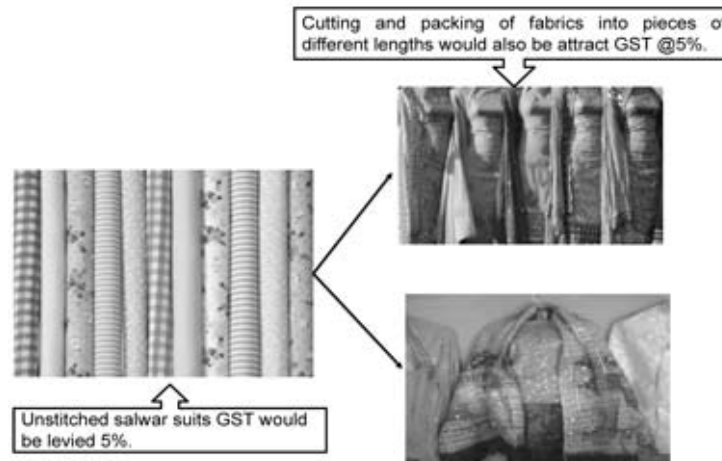 Cutting and packing of fabrics into pieces of
different lengths would also be attract GST @5%.
Unstitched salwar suits GST would
be levied 5%.